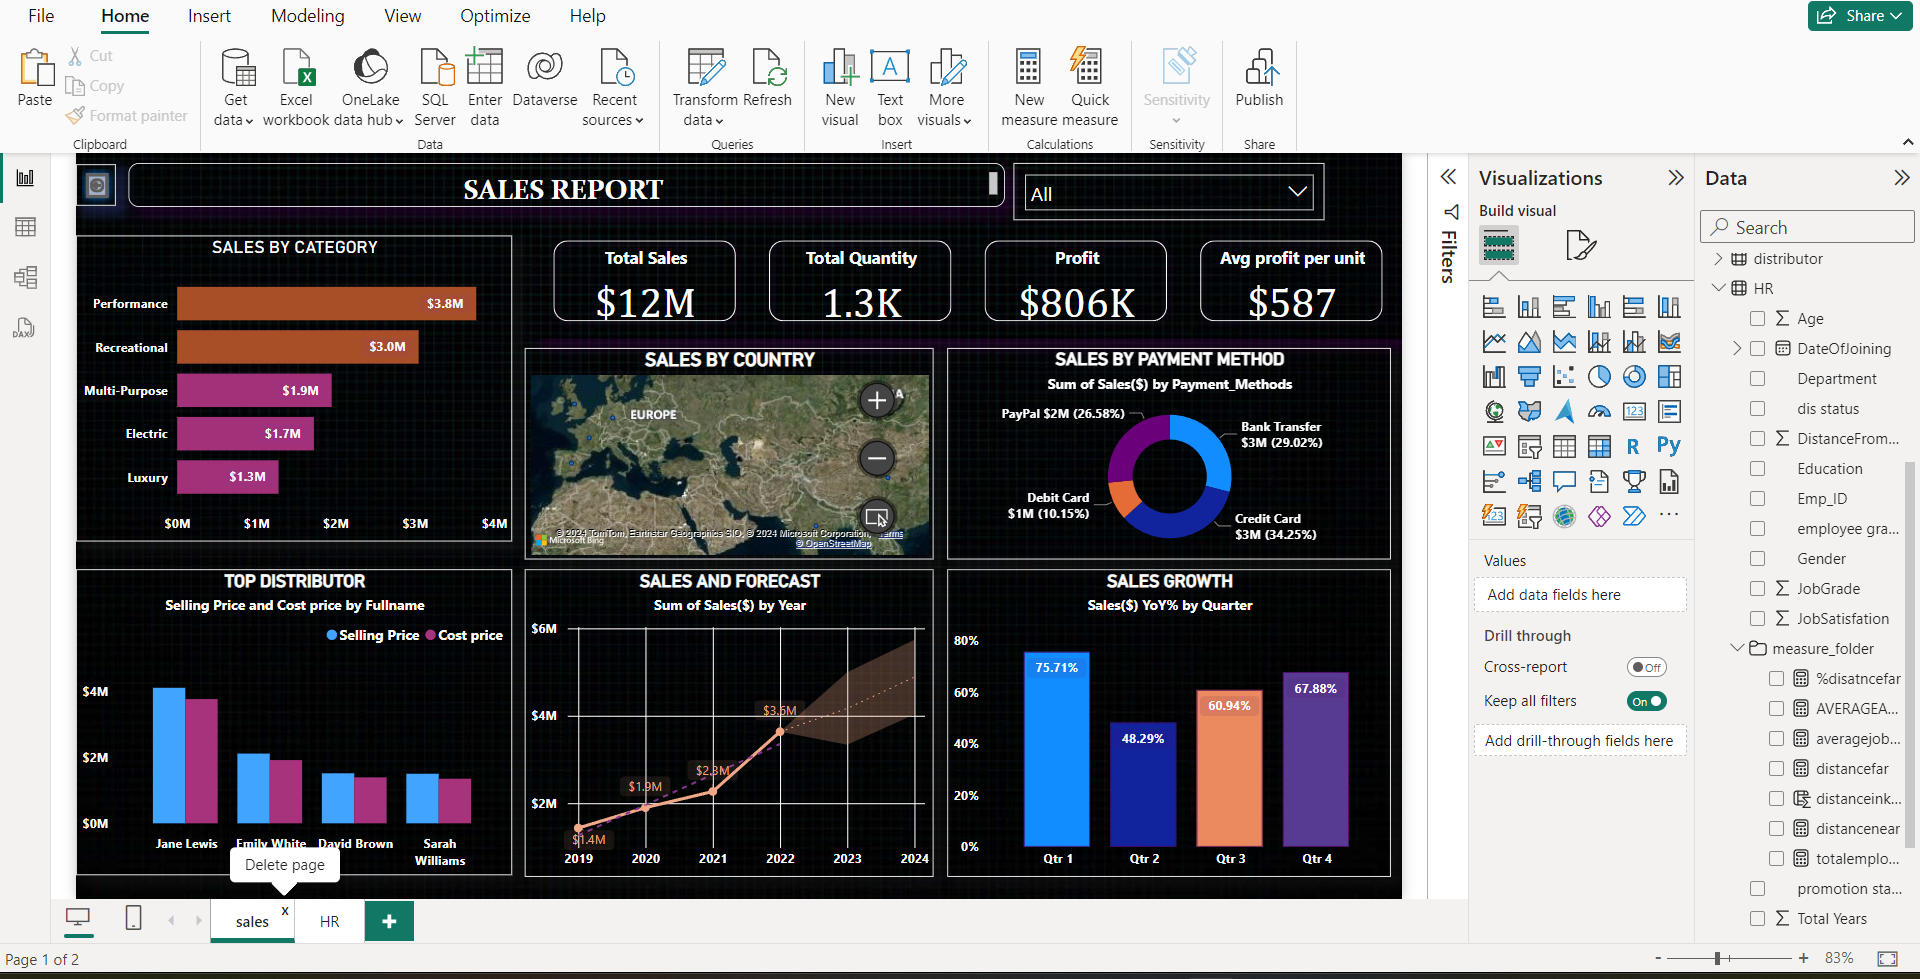 File Home Insert Modeling View Optimize Help
Share
Paste
Cut
Copy
Format painter
Clipboard
Get data
Excel workbook
OneLake data hub
SQL Server
Enter data
Dataverse
Recent sources
Data
Transform data
Refresh
Queries
New visual
Text box
More visuals
Insert
New measure
Quick measure
Calculations
Sensitivity
Sensitivity
Publish
Share
SALES REPORT
All
SALES BY CATEGORY
Performance $3.8M
Recreational $3.0M
Multi-Purpose $1.9M
Electric $1.7M
Luxury $1.3M
$0M $1M $2M $3M $4M
Total Sales
$12M
Total Quantity
1.3K
Profit
$806K
Avg profit per unit
$587
SALES BY COUNTRY
EUROPE
A
© 2024 TomTom, Earthstar Geographics SIO, © 2024 Microsoft Corporation, Terms
Microsoft Bing
© OpenStreetMap
SALES BY PAYMENT METHOD
Sum of Sales($) by Payment_Methods
PayPal $2M (26.58%)
Bank Transfer
$3M (29.02%)
Debit Card
$1M (10.15%)
Credit Card
$3M (34.25%)
TOP DISTRIBUTOR
Selling Price and Cost price by Fullname
Selling Price Cost price
$4M
$2M
$0M
Jane Lewis Emily White David Brown Sarah
Williams
Delete page
SALES AND FORECAST
Sum of Sales($) by Year
$6M
$4M
$2M
$3.6M
$2.3M
$1.9M
$1.4M
2019 2020 2021 2022 2023 2024
SALES GROWTH
Sales($) YoY% by Quarter
80%
60%
40%
20%
0%
75.71%
48.29%
60.94%
67.88%
Qtr 1 Qtr 2 Qtr 3 Qtr 4
Filters
Visualizations
Build visual
R
Py
123
123
Values
Add data fields here
Drill through
Cross-report Off
Keep all filters On
Add drill-through fields here
Data
Search
distributor
HR
Age
DateOfJoining
Department
dis status
DistanceFrom...
Education
Emp_ID
employee gra...
Gender
JobGrade
JobSatisfation
measure_folder
%disatncefar
AVERAGEA...
averagejob...
distancefar
distanceink...
distancenear
totalemplo...
promotion sta...
Total Years
DAX
sales x
HR
+
Page 1 of 2
- + 83%